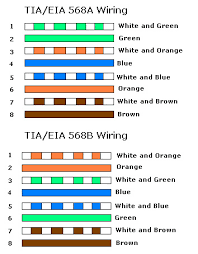 TIA/EIA 568A Wiring
1 White and Green
2 Green
3 White and Orange
4 Blue
5 White and Blue
6 Orange
7 White and Brown
8 Brown
TIA/EIA 568B Wiring
1 White and Orange
2 Orange
3 White and Green
4 Blue
5 White and Blue
6 Green
7 White and Brown
8 Brown